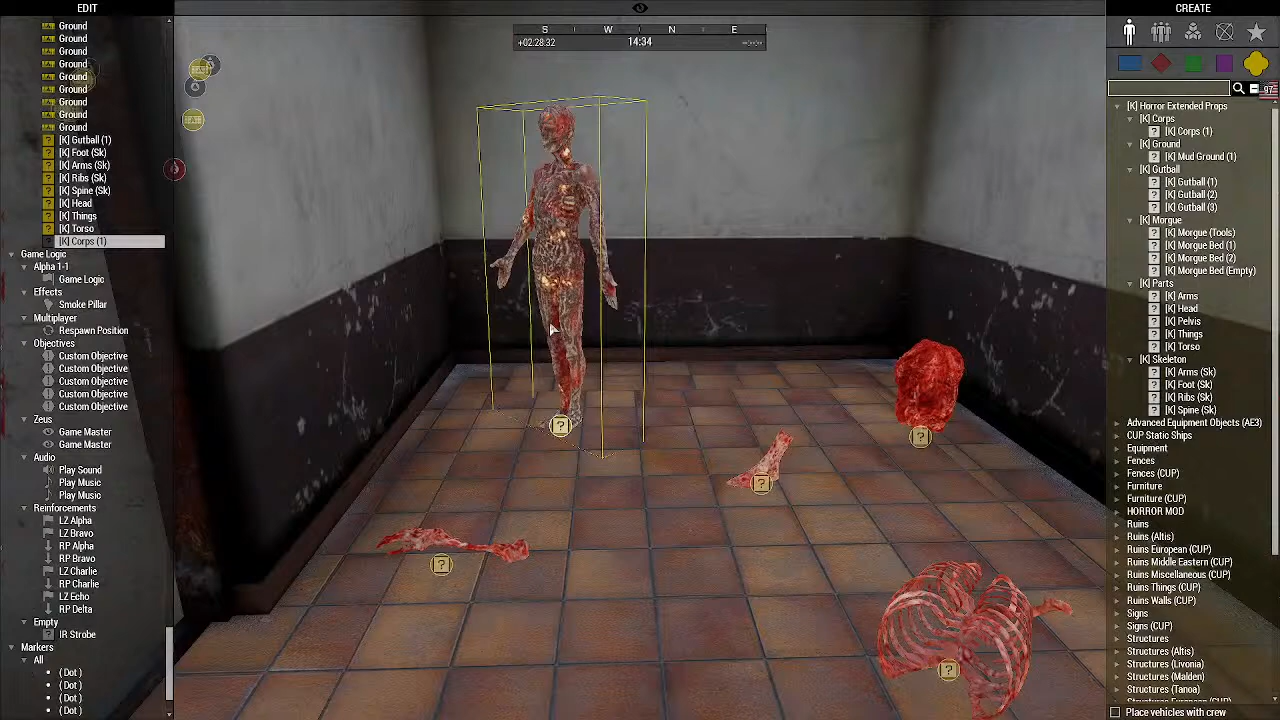 EDIT
Ground
Ground
Ground
Ground
Ground
Ground
Ground
Ground
Ground
[K] Gutball (1)
[K] Foot (Sk)
[K] Arms (Sk)
[K] Ribs (Sk)
[K] Spine (Sk)
[K] Head
[K] Things
[K] Torso
[K] Corps (1)
Game Logic
Alpha 1-1
Game Logic
Effects
Smoke Pillar
Multiplayer
Respawn Position
Objectives
Custom Objective
Custom Objective
Custom Objective
Custom Objective
Custom Objective
Zeus
Game Master
Game Master
Audio
Play Sound
Play Music
Play Music
Reinforcements
LZ Alpha
LZ Bravo
RP Alpha
RP Bravo
LZ Charlie
RP Charlie
LZ Echo
RP Delta
Empty
IR Strobe
Markers
All
( Dot )
( Dot )
( Dot )
( Dot )
S W N E
+02:28:32 14:34
CREATE
[K] Horror Extended Props
[K] Corps
[K] Corps (1)
[K] Ground
[K] Mud Ground (1)
[K] Gutball
[K] Gutball (1)
[K] Gutball (2)
[K] Gutball (3)
[K] Morgue
[K] Morgue (Tools)
[K] Morgue Bed (1)
[K] Morgue Bed (2)
[K] Morgue Bed (Empty)
[K] Parts
[K] Arms
[K] Head
[K] Pelvis
[K] Things
[K] Torso
[K] Skeleton
[K] Arms (Sk)
[K] Foot (Sk)
[K] Ribs (Sk)
[K] Spine (Sk)
Advanced Equipment Objects (AE3)
CUP Static Ships
Equipment
Fences
Fences (CUP)
Furniture
Furniture (CUP)
HORROR MOD
Ruins
Ruins (Altis)
Ruins European (CUP)
Ruins Middle Eastern (CUP)
Ruins Miscellaneous (CUP)
Ruins Things (CUP)
Ruins Walls (CUP)
Signs
Signs (CUP)
Structures
Structures (Altis)
Structures (Livonia)
Structures (Malden)
Structures (Tanoa)
Structures European (CUP)
Place vehicles with crew